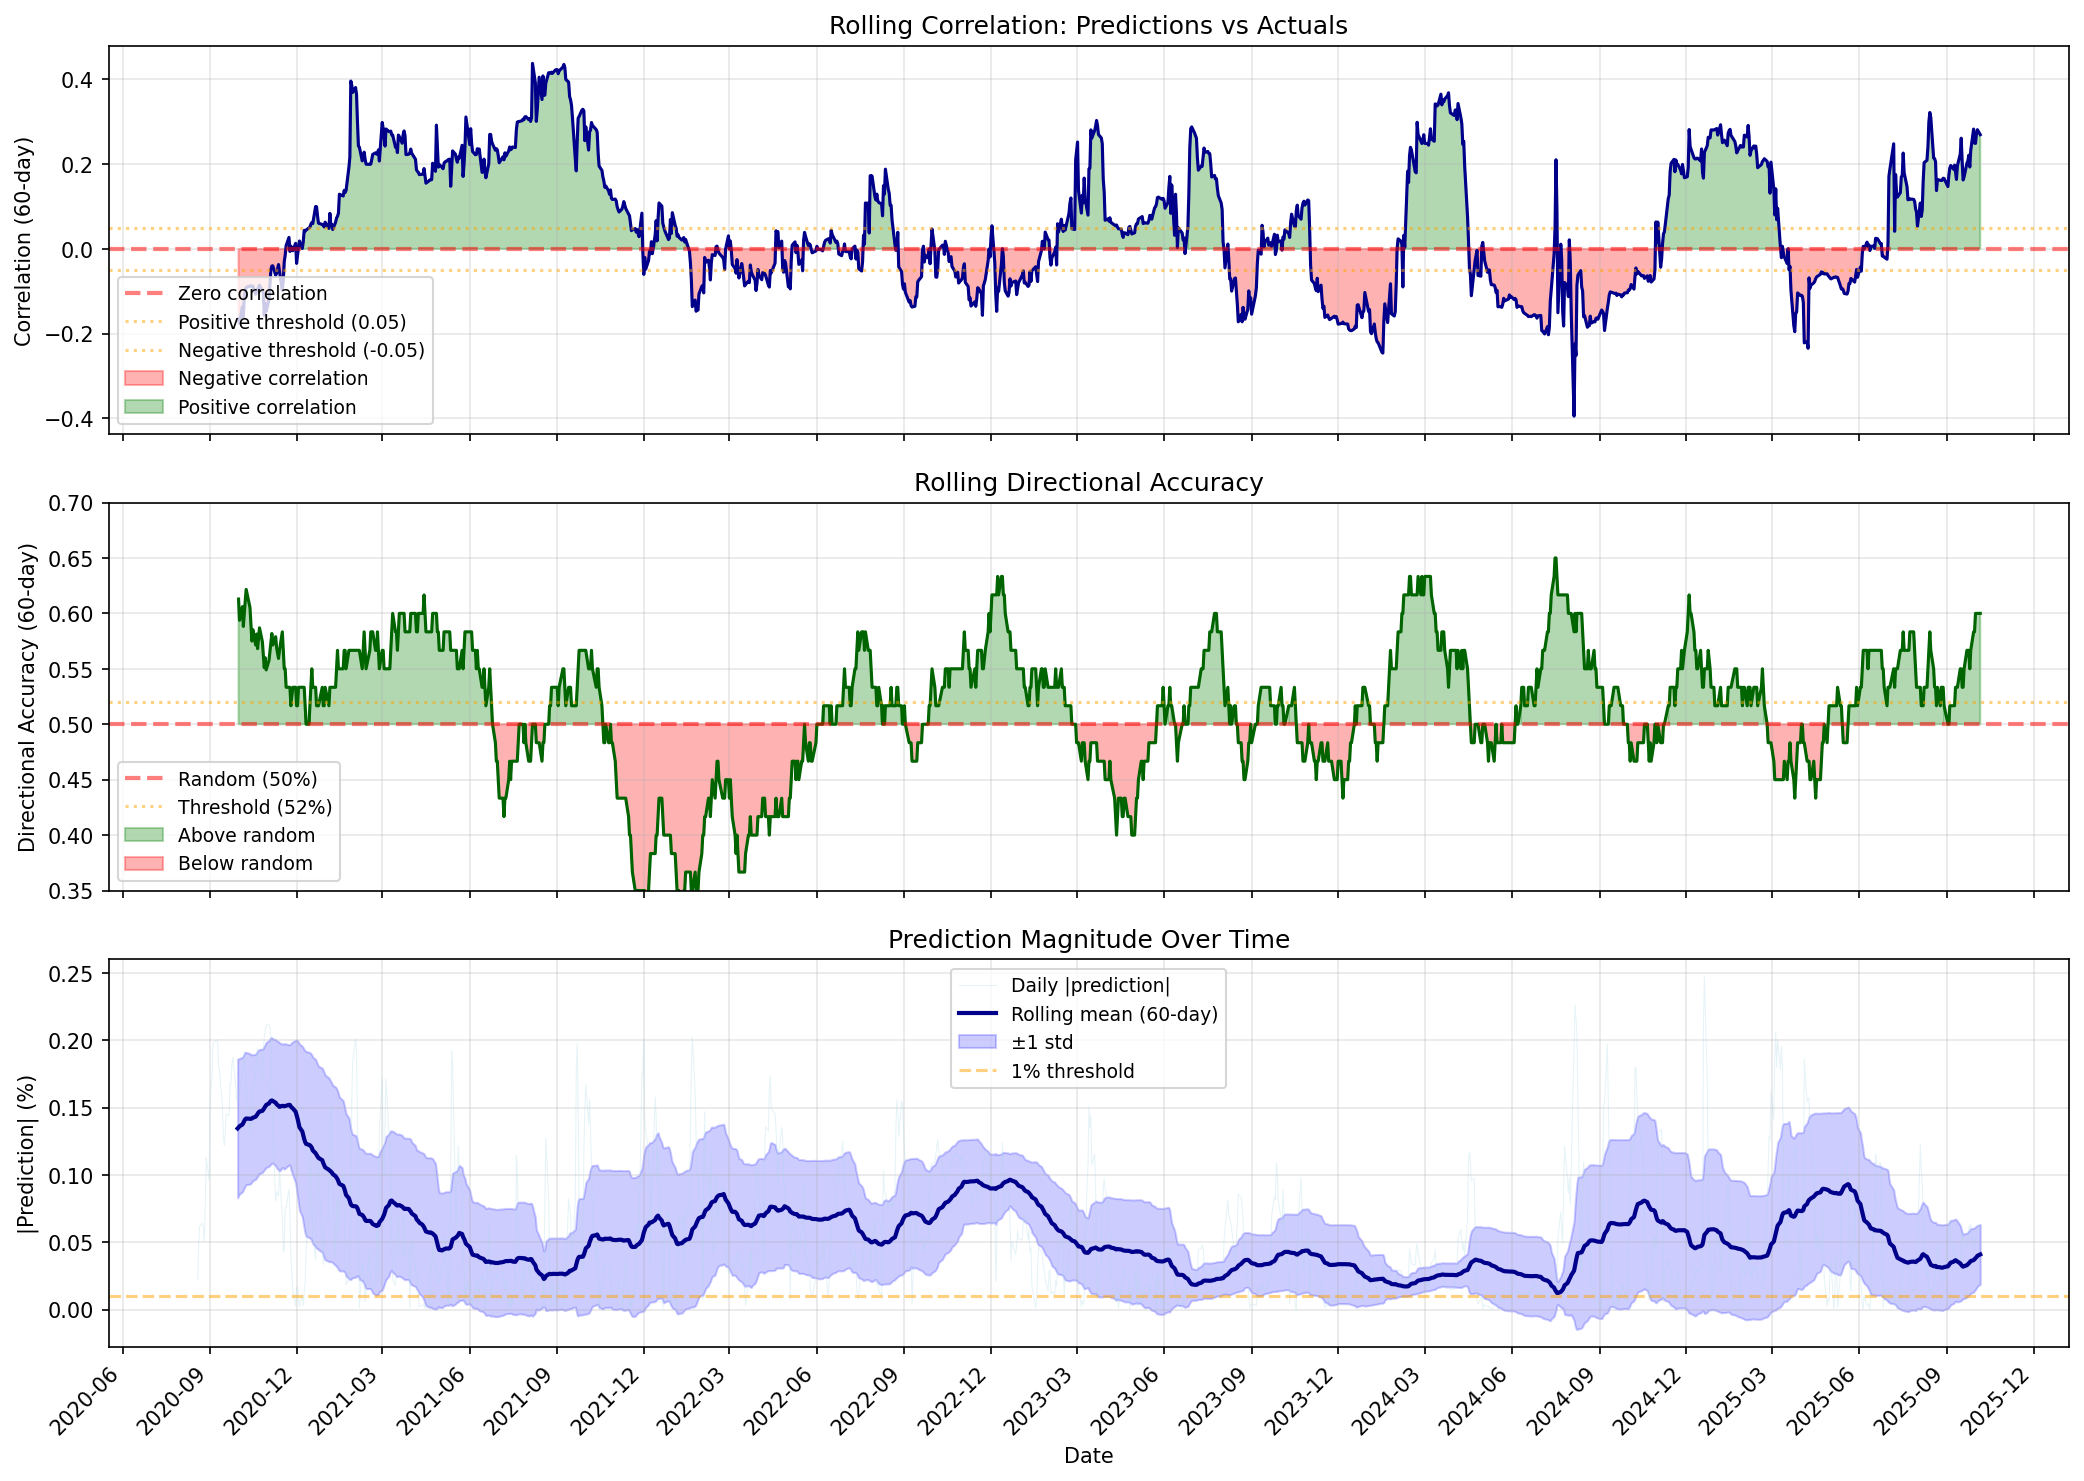 Rolling Correlation: Predictions vs Actuals
Correlation (60-day)
0.4
0.2
0.0
−0.2
−0.4
Zero correlation
Positive threshold (0.05)
Negative threshold (-0.05)
Negative correlation
Positive correlation
Rolling Directional Accuracy
Directional Accuracy (60-day)
0.70
0.65
0.60
0.55
0.50
0.45
0.40
0.35
Random (50%)
Threshold (52%)
Above random
Below random
Prediction Magnitude Over Time
|Prediction| (%)
0.25
0.20
0.15
0.10
0.05
0.00
Daily |prediction|
Rolling mean (60-day)
±1 std
1% threshold
2020-06
2020-09
2020-12
2021-03
2021-06
2021-09
2021-12
2022-03
2022-06
2022-09
2022-12
2023-03
2023-06
2023-09
2023-12
2024-03
2024-06
2024-09
2024-12
2025-03
2025-06
2025-09
2025-12
Date